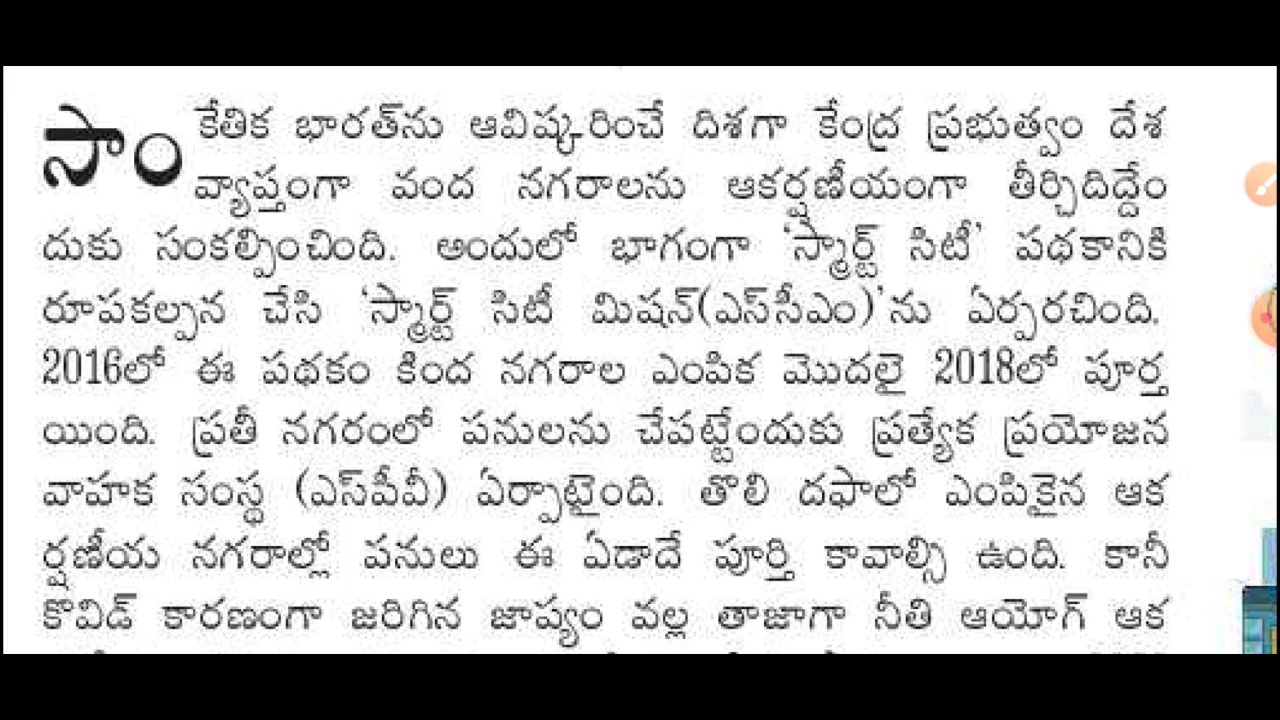 సాంకేతిక భారత్‌ను ఆవిష్కరించే దిశగా కేంద్ర ప్రభుత్వం దేశ
వ్యాప్తంగా వంద నగరాలను ఆకర్షణీయంగా తీర్చిదిద్దేం
దుకు సంకల్పించింది. అందులో భాగంగా ‘స్మార్ట్ సిటీ’ పథకానికి
రూపకల్పన చేసి ‘స్మార్ట్ సిటీ మిషన్(ఎస్‌సీఎం)’ను ఏర్పరచింది.
2016లో ఈ పథకం కింద నగరాల ఎంపిక మొదలై 2018లో పూర్త
యింది. ప్రతీ నగరంలో పనులను చేపట్టేందుకు ప్రత్యేక ప్రయోజన
వాహక సంస్థ (ఎస్‌పీవీ) ఏర్పాటైంది. తొలి దఫాలో ఎంపికైన ఆక
ర్షణీయ నగరాల్లో పనులు ఈ ఏడాదే పూర్తి కావాల్సి ఉంది. కానీ
కొవిడ్ కారణంగా జరిగిన జాప్యం వల్ల తాజాగా నీతి ఆయోగ్ ఆక